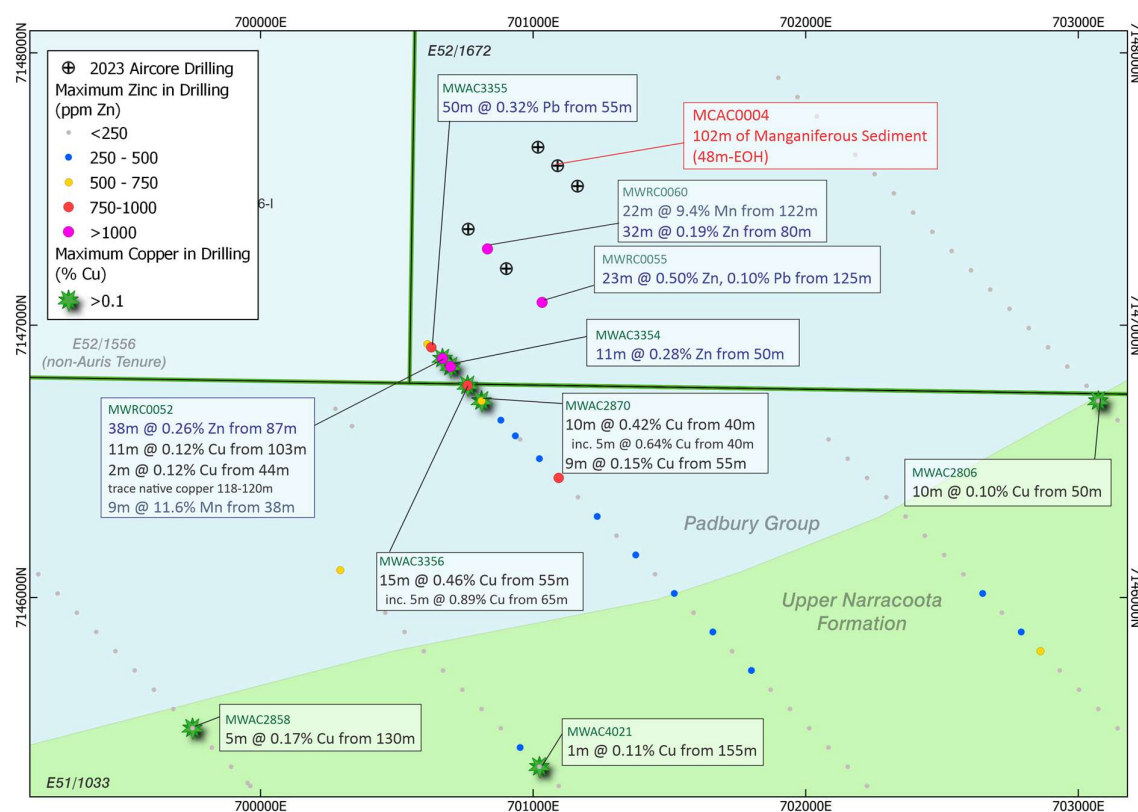 700000E
701000E
702000E
703000E
7148000N
7148000N
E52/1672
2023 Aircore Drilling
Maximum Zinc in Drilling
(ppm Zn)
<250
250 - 500
500 - 750
750-1000
>1000
Maximum Copper in Drilling
(% Cu)
>0.1
6-I
MWAC3355
50m @ 0.32% Pb from 55m
MCAC0004
102m of Manganiferous Sediment
(48m-EOH)
MWRC0060
22m @ 9.4% Mn from 122m
32m @ 0.19% Zn from 80m
MWRC0055
23m @ 0.50% Zn, 0.10% Pb from 125m
7147000N
7147000N
E52/1556
(non-Auris Tenure)
MWAC3354
11m @ 0.28% Zn from 50m
MWRC0052
38m @ 0.26% Zn from 87m
11m @ 0.12% Cu from 103m
2m @ 0.12% Cu from 44m
trace native copper 118-120m
9m @ 11.6% Mn from 38m
MWAC2870
10m @ 0.42% Cu from 40m
inc. 5m @ 0.64% Cu from 40m
9m @ 0.15% Cu from 55m
MWAC2806
10m @ 0.10% Cu from 50m
Padbury Group
MWAC3356
15m @ 0.46% Cu from 55m
inc. 5m @ 0.89% Cu from 65m
7146000N
7146000N
Upper Narracoota
Formation
MWAC2858
5m @ 0.17% Cu from 130m
MWAC4021
1m @ 0.11% Cu from 155m
E51/1033
700000E
701000E
702000E
703000E